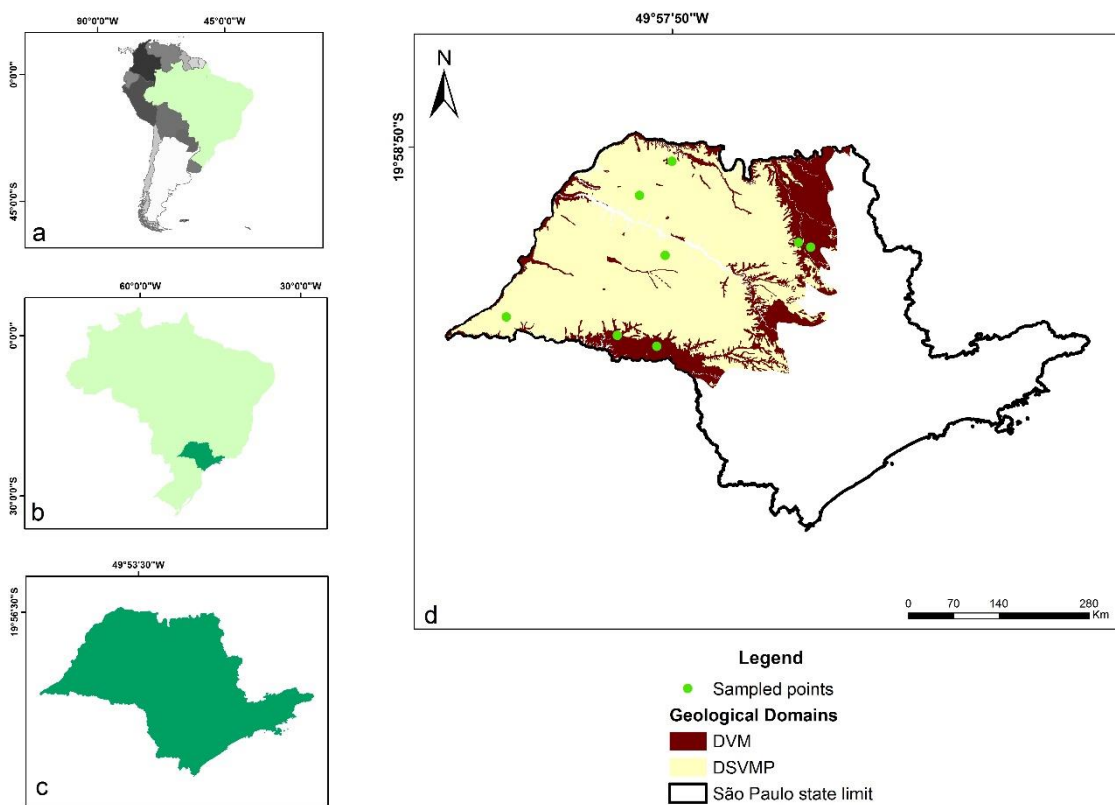 90°0'0"W 45°0'0"W
0°0'0"
45°0'0"S
a
60°0'0"W 30°0'0"W
0°0'0"
30°0'0"S
b
49°53'30"W
19°56'30"S
c
49°57'50"W
19°58'50"S
N
d
0 70 140 280
Km
Legend
Sampled points
Geological Domains
DVM
DSVMP
São Paulo state limit